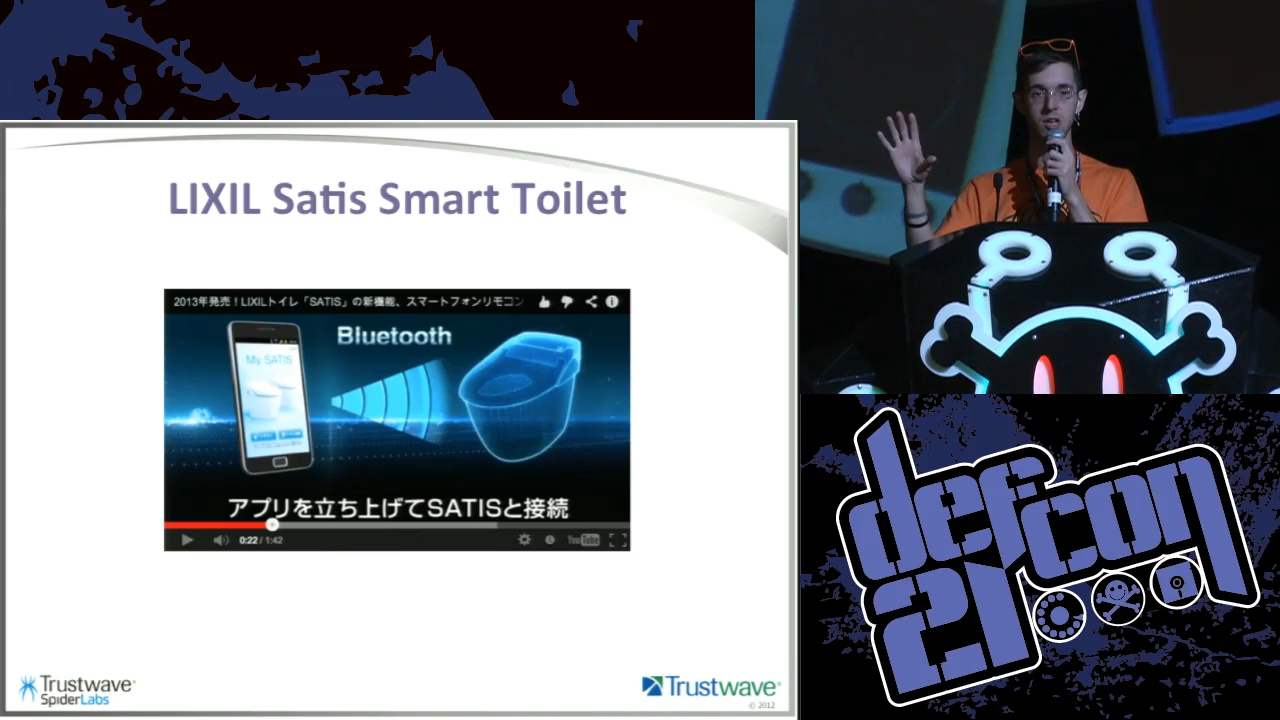 LIXIL Satis Smart Toilet
2013年発売！LIXILトイレ「SATIS」の新機能、スマートフォンリモコン
Bluetooth
My SATIS
アプリを立ち上げてSATISと接続
0:22 / 1:42
YouTube
Trustwave®
SpiderLabs
Trustwave®
© 2012
defcon
21